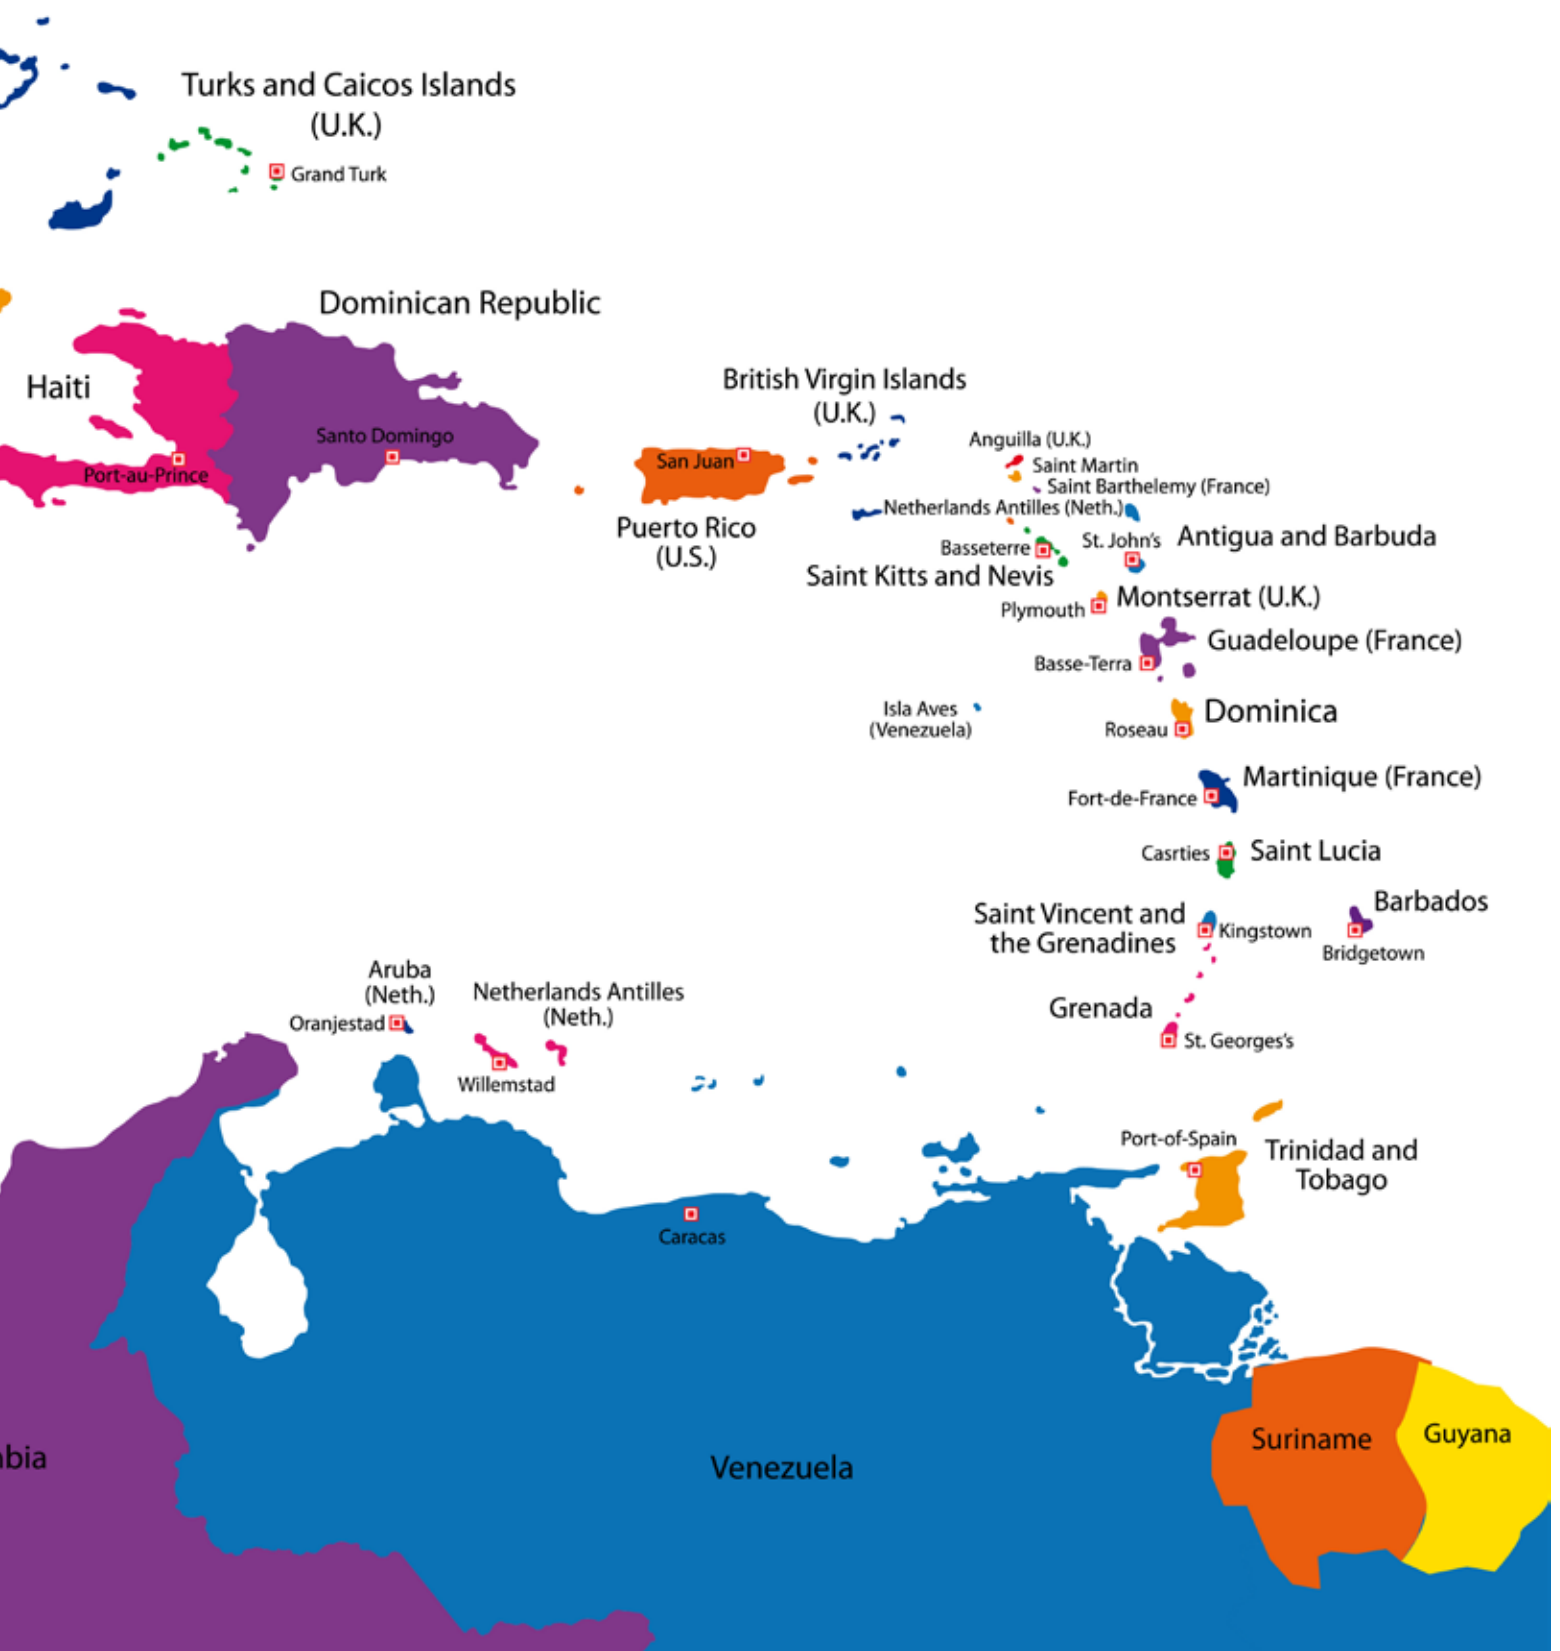 Turks and Caicos Islands
(U.K.)
Grand Turk
Dominican Republic
Haiti
Santo Domingo
Port-au-Prince
British Virgin Islands
(U.K.)
San Juan
Puerto Rico
(U.S.)
Anguilla (U.K.)
Saint Martin
Saint Barthelemy (France)
Netherlands Antilles (Neth.)
Basseterre
St. John's
Antigua and Barbuda
Saint Kitts and Nevis
Plymouth
Montserrat (U.K.)
Guadeloupe (France)
Basse-Terra
Isla Aves
(Venezuela)
Dominica
Roseau
Martinique (France)
Fort-de-France
Casrties
Saint Lucia
Saint Vincent and
the Grenadines
Kingstown
Barbados
Bridgetown
Aruba
(Neth.)
Oranjestad
Netherlands Antilles
(Neth.)
Willemstad
Grenada
St. Georges's
Port-of-Spain
Trinidad and
Tobago
Caracas
bia
Venezuela
Suriname
Guyana